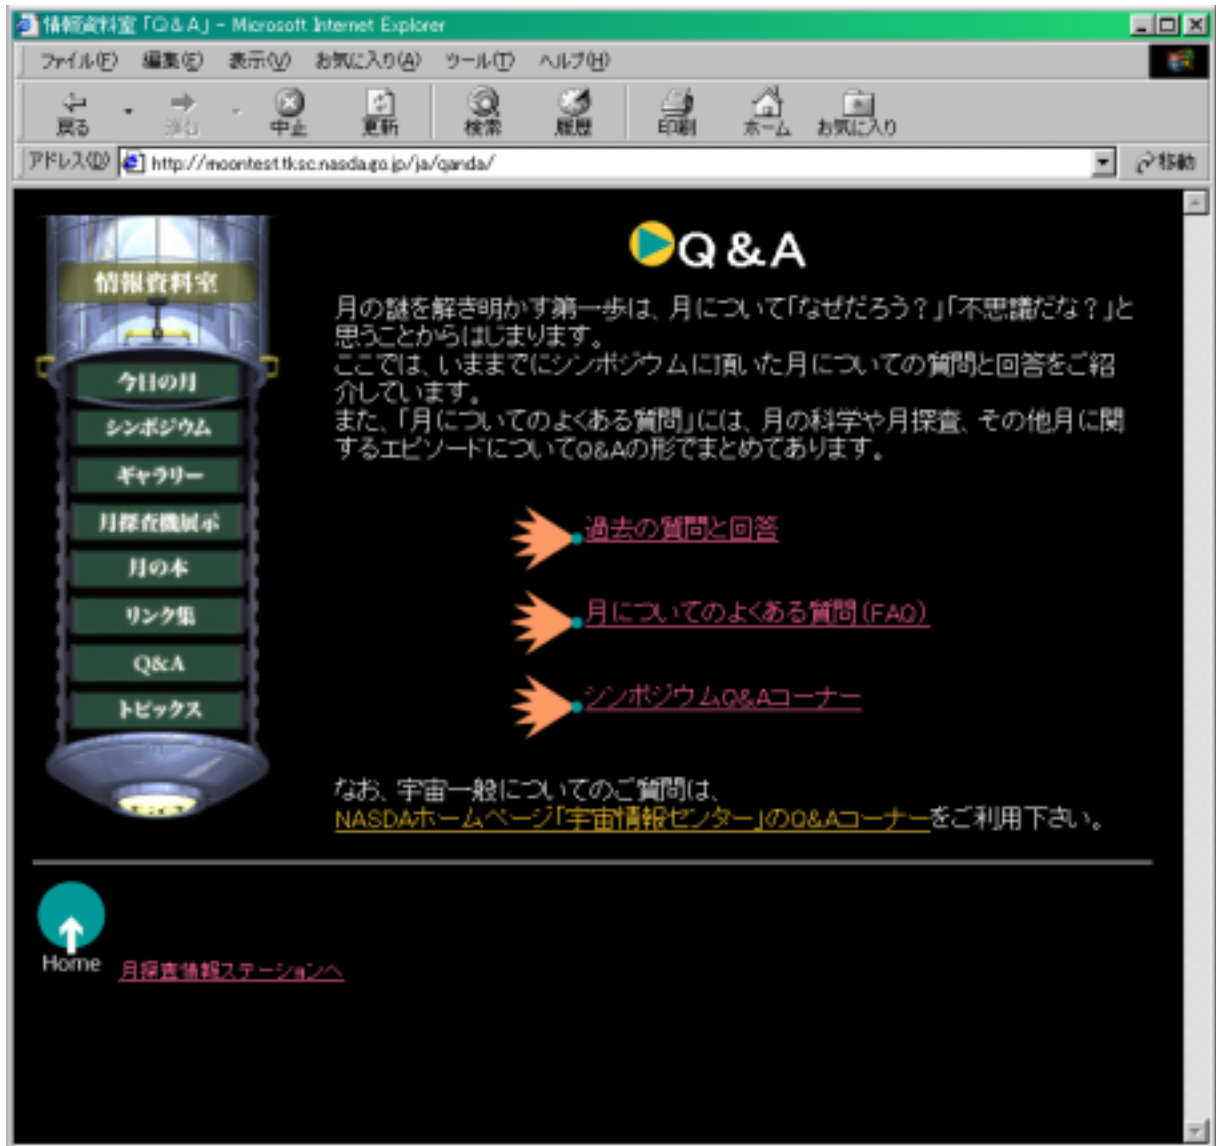 情報資料室「Q&A」 - Microsoft Internet Explorer
ファイル(F) 編集(E) 表示(V) お気に入り(A) ツール(T) ヘルプ(H)
戻る 進む 中止 更新 検索 履歴 印刷 ホーム お気に入り
アドレス(D) http://moontest.tksc.nasda.go.jp/ja/qanda/ 移動
情報資料室
今日の月
シンポジウム
ギャラリー
月探査機展示
月の本
リンク集
Q&A
トピックス
Q&A
月の謎を解き明かす第一歩は、月について「なぜだろう？」「不思議だな？」と
思うことからはじまります。
ここでは、いままでにシンポジウムに頂いた月についての質問と回答をご紹
介しています。
また、「月についてのよくある質問」には、月の科学や月探査、その他月に関
するエピソードについてQ&Aの形でまとめてあります。
過去の質問と回答
月についてのよくある質問（FAQ）
シンポジウムQ&Aコーナー
なお、宇宙一般についてのご質問は、
NASDAホームページ「宇宙情報センター」のQ&Aコーナーをご利用下さい。
Home
月探査情報ステーションへ